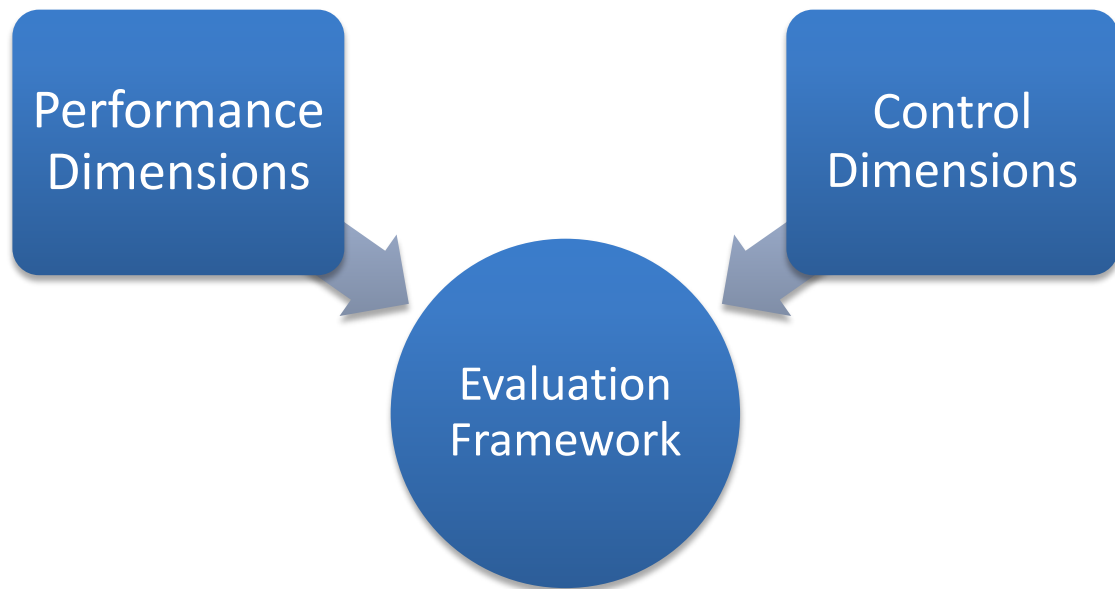 Performance
Dimensions
Control
Dimensions
Evaluation
Framework